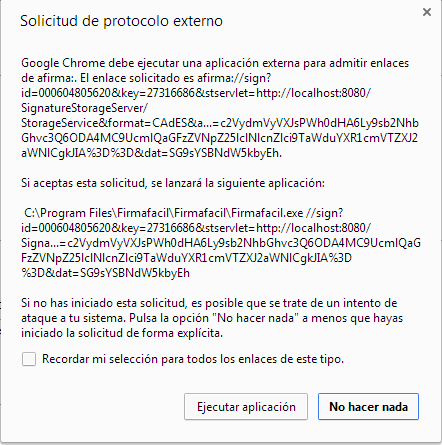 Solicitud de protocolo externo
Google Chrome debe ejecutar una aplicación externa para admitir enlaces
de afirma:. El enlace solicitado es afirma://sign?
id=000604805620&key=27316686&stservlet=http://localhost:8080/
SignatureStorageServer/
StorageService&format=CAdES&a...=c2VydmVyVXJsPWh0dHA6Ly9sb2Nhb
Ghvc3Q6ODA4MC9UcmlQaGFzZVNpZ25lclNlcnZlci9TaWduYXR1cmVTZXJ2
aWNlCgkJIA%3D%3D&dat=SG9sYSBNdW5kbyEh.
Si aceptas esta solicitud, se lanzará la siguiente aplicación:
C:\Program Files\Firmafacil\Firmafacil\Firmafacil.exe //sign?
id=000604805620&key=27316686&stservlet=http://localhost:8080/
Signa...=c2VydmVyVXJsPWh0dHA6Ly9sb2NhbGhvc3Q6ODA4MC9UcmlQaG
FzZVNpZ25lclNlcnZlci9TaWduYXR1cmVTZXJ2aWNlCgkJIA%3D
%3D&dat=SG9sYSBNdW5kbyEh
Si no has iniciado esta solicitud, es posible que se trate de un intento de
ataque a tu sistema. Pulsa la opción "No hacer nada" a menos que hayas
iniciado la solicitud de forma explícita.
Recordar mi selección para todos los enlaces de este tipo.
Ejecutar aplicación
No hacer nada